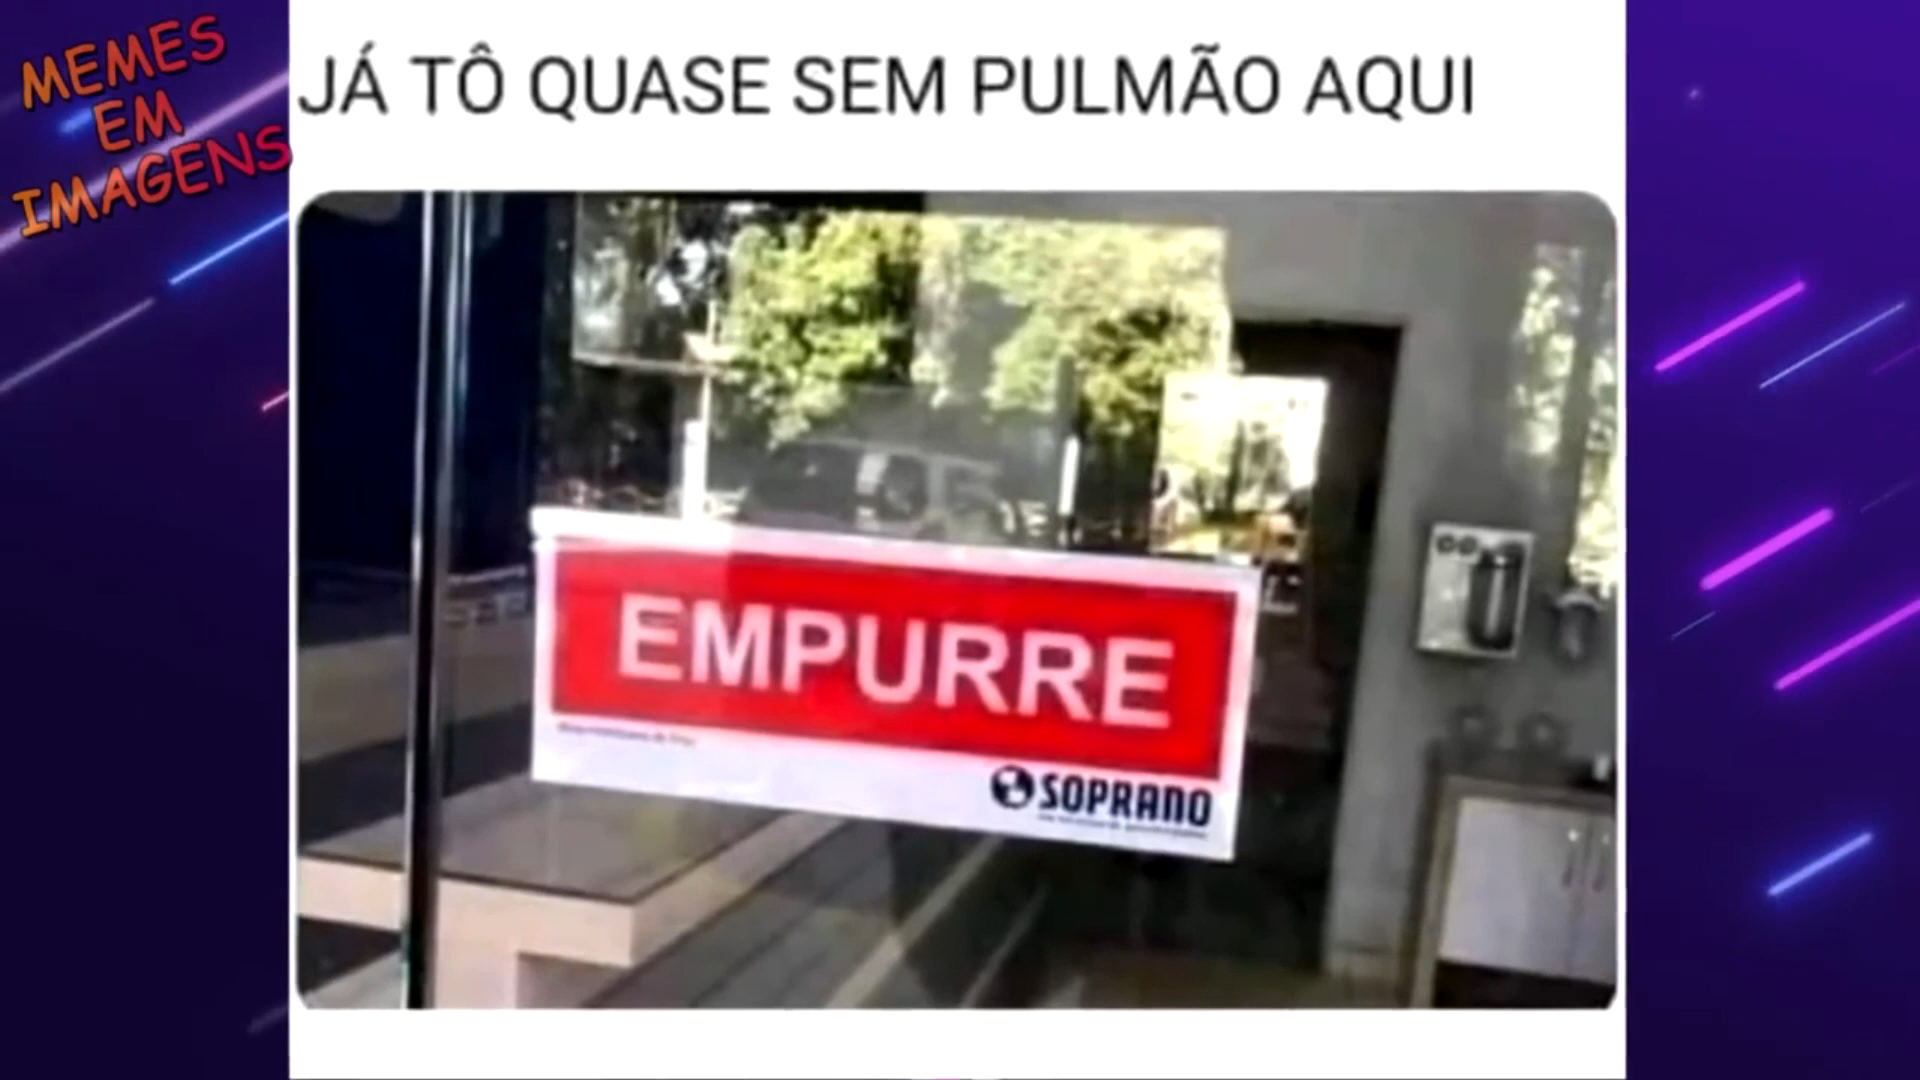 MEMES
EM
IMAGENS
JÁ TÔ QUASE SEM PULMÃO AQUI
EMPURRE
SOPRANO